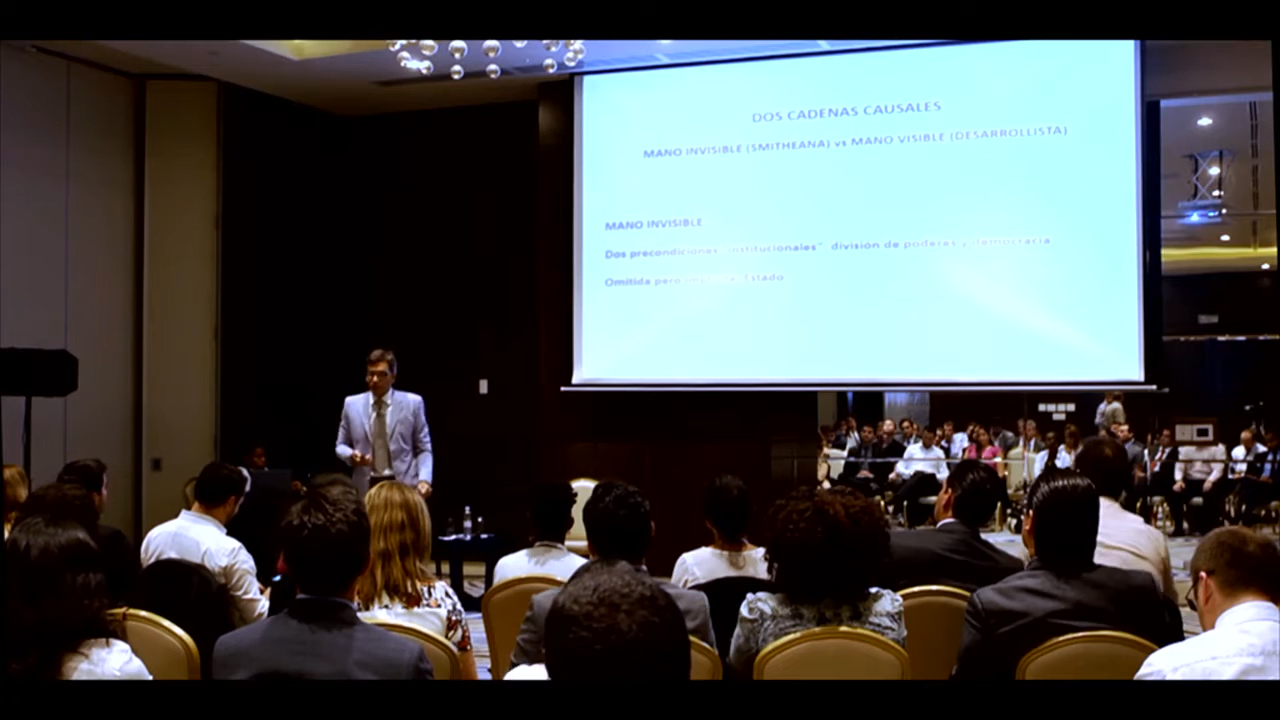 DOS CADENAS CAUSALES
MANO INVISIBLE (SMITHEANA) vs MANO VISIBLE (DESARROLLISTA)
MANO INVISIBLE
Dos precondiciones "institucionales" división de poderes y democracia
Omitida pero Estado